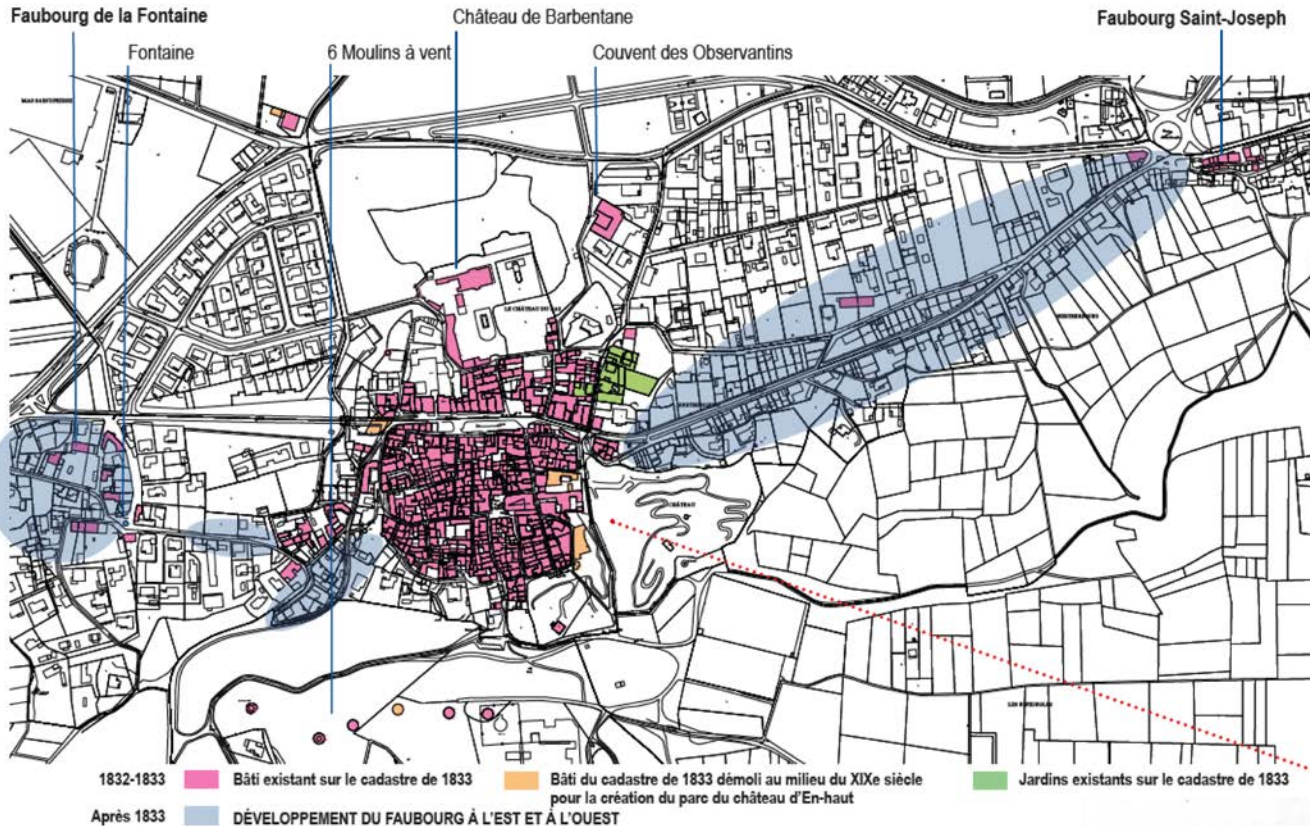 Faubourg de la Fontaine
Château de Barbentane
Faubourg Saint-Joseph
Fontaine
6 Moulins à vent
Couvent des Observantins
CHÂTEAU
1832-1833
Bâti existant sur le cadastre de 1833
Bâti du cadastre de 1833 démoli au milieu du XIXe siècle
pour la création du parc du château d'En-haut
Jardins existants sur le cadastre de 1833
Après 1833
DÉVELOPPEMENT DU FAUBOURG À L'EST ET À L'OUEST